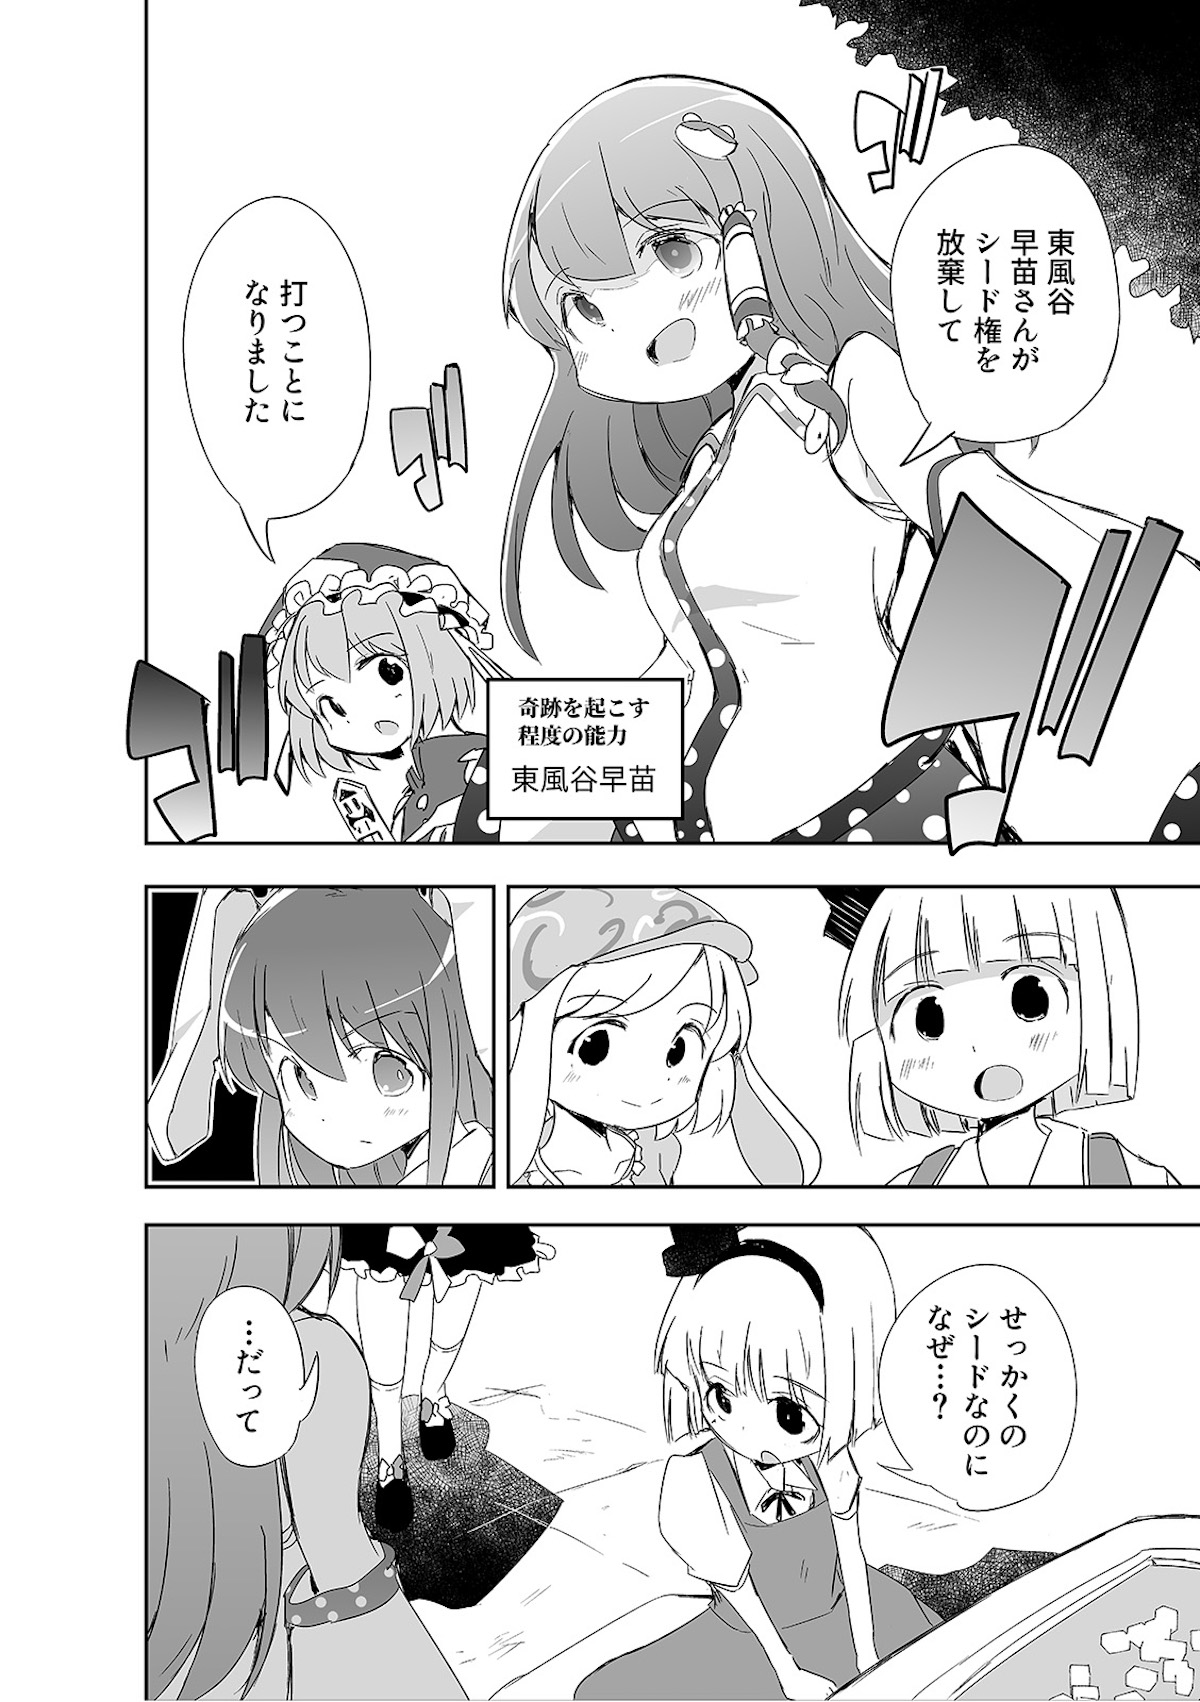 東風谷
早苗さんが
シード権を
放棄して
打つことに
なりました
奇跡を起こす
程度の能力
東風谷早苗
せっかくの
シードなのに
なぜ…?
…だって